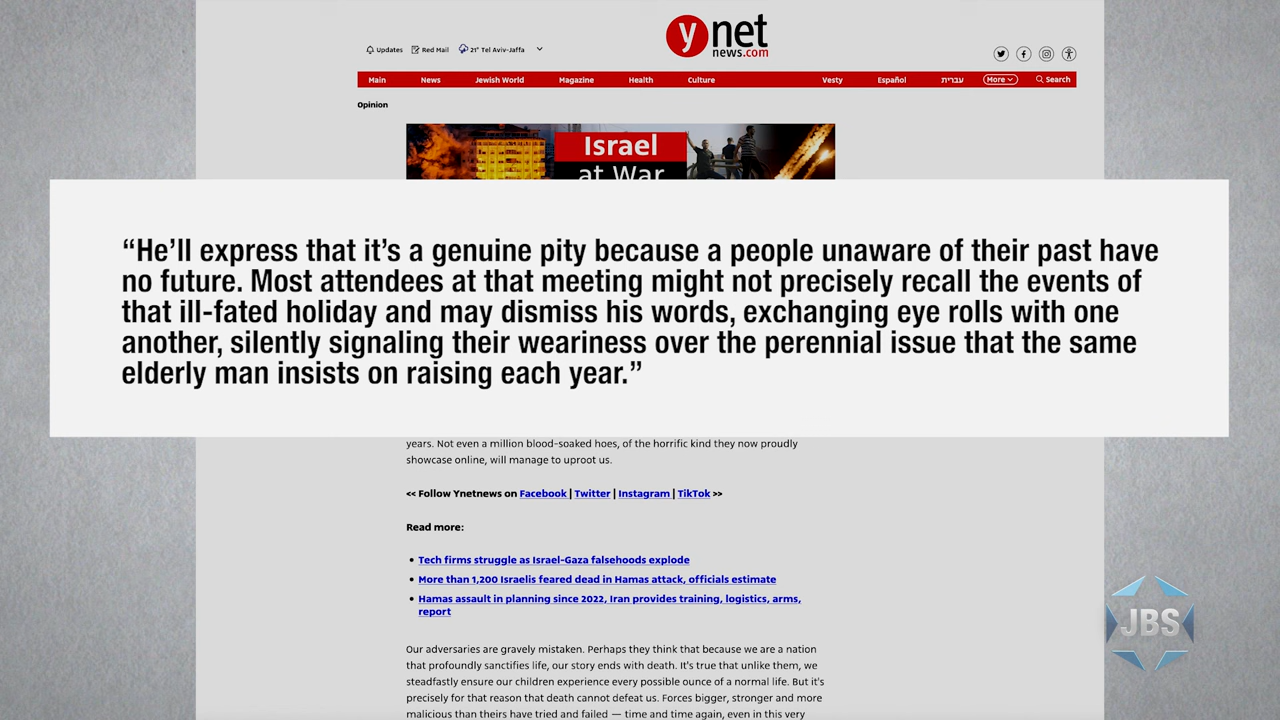 ynet
news.com
Updates Red Mail 21° Tel Aviv-Jaffa
Main News Jewish World Magazine Health Culture Vesty Español עברית More Search
Opinion
Israel
at War
“He’ll express that it’s a genuine pity because a people unaware of their past have
no future. Most attendees at that meeting might not precisely recall the events of
that ill-fated holiday and may dismiss his words, exchanging eye rolls with one
another, silently signaling their weariness over the perennial issue that the same
elderly man insists on raising each year.”
years. Not even a million blood-soaked hoes, of the horrific kind they now proudly
showcase online, will manage to uproot us.
<< Follow Ynetnews on Facebook | Twitter | Instagram | TikTok >>
Read more:
• Tech firms struggle as Israel-Gaza falsehoods explode
• More than 1,200 Israelis feared dead in Hamas attack, officials estimate
• Hamas assault in planning since 2022, Iran provides training, logistics, arms,
report
JBS
Our adversaries are gravely mistaken. Perhaps they think that because we are a nation
that profoundly sanctifies life, our story ends with death. It's true that unlike them, we
steadfastly ensure our children experience every possible ounce of a normal life. But it's
precisely for that reason that death cannot defeat us. Forces bigger, stronger and more
malicious than theirs have tried and failed — time and time again, even in this very